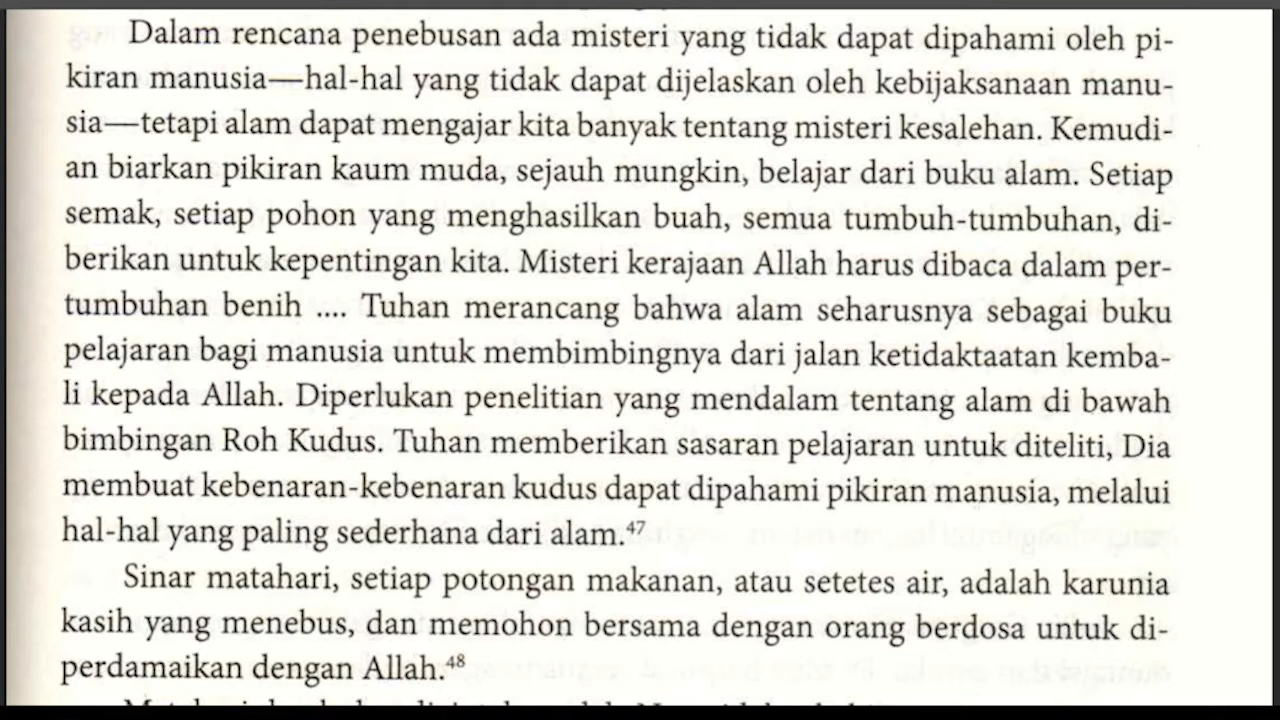 Dalam rencana penebusan ada misteri yang tidak dapat dipahami oleh pi-
kiran manusia—hal-hal yang tidak dapat dijelaskan oleh kebijaksanaan manu-
sia—tetapi alam dapat mengajar kita banyak tentang misteri kesalehan. Kemudi-
an biarkan pikiran kaum muda, sejauh mungkin, belajar dari buku alam. Setiap
semak, setiap pohon yang menghasilkan buah, semua tumbuh-tumbuhan, di-
berikan untuk kepentingan kita. Misteri kerajaan Allah harus dibaca dalam per-
tumbuhan benih .... Tuhan merancang bahwa alam seharusnya sebagai buku
pelajaran bagi manusia untuk membimbingnya dari jalan ketidaktaatan kemba-
li kepada Allah. Diperlukan penelitian yang mendalam tentang alam di bawah
bimbingan Roh Kudus. Tuhan memberikan sasaran pelajaran untuk diteliti, Dia
membuat kebenaran-kebenaran kudus dapat dipahami pikiran manusia, melalui
hal-hal yang paling sederhana dari alam.⁴⁷
Sinar matahari, setiap potongan makanan, atau setetes air, adalah karunia
kasih yang menebus, dan memohon bersama dengan orang berdosa untuk di-
perdamaikan dengan Allah.⁴⁸